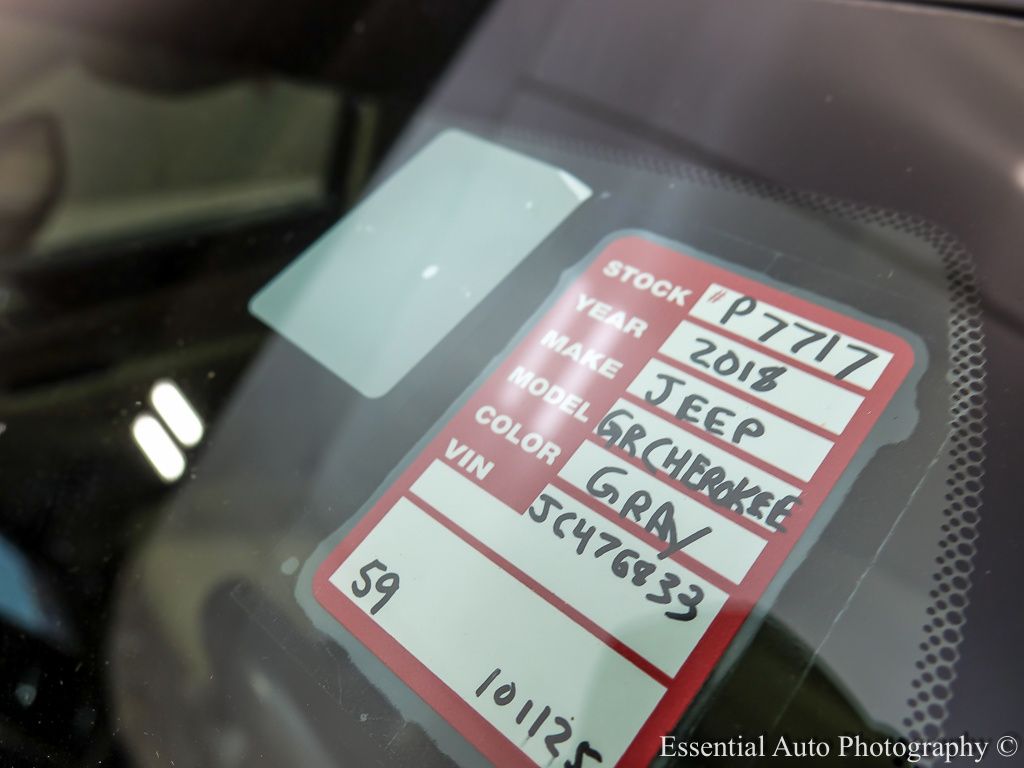 STOCK # P7717
YEAR 2018
MAKE JEEP
MODEL GRCHEROKEE
COLOR GRAY
VIN JC476833
59
101125
Essential Auto Photography ©